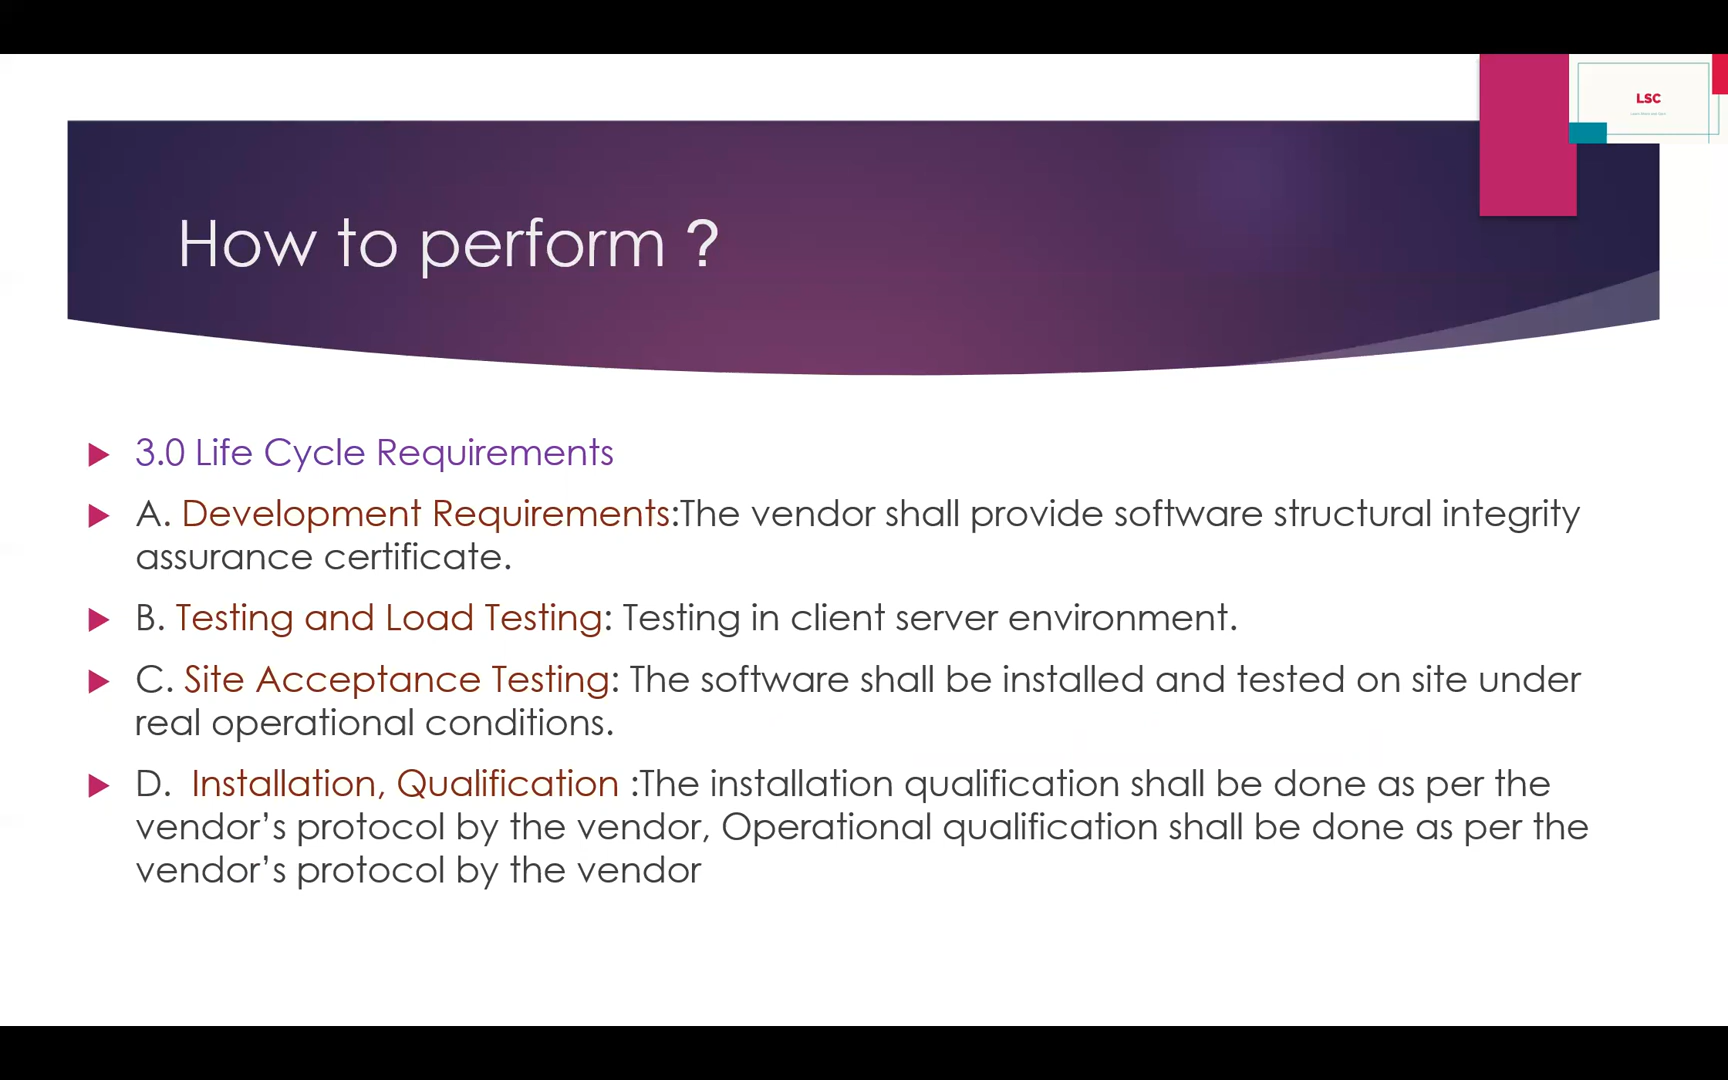 LSC
How to perform ?
3.0 Life Cycle Requirements
A. Development Requirements:The vendor shall provide software structural integrity
assurance certificate.
B. Testing and Load Testing: Testing in client server environment.
C. Site Acceptance Testing: The software shall be installed and tested on site under
real operational conditions.
D. Installation, Qualification :The installation qualification shall be done as per the
vendor’s protocol by the vendor, Operational qualification shall be done as per the
vendor’s protocol by the vendor